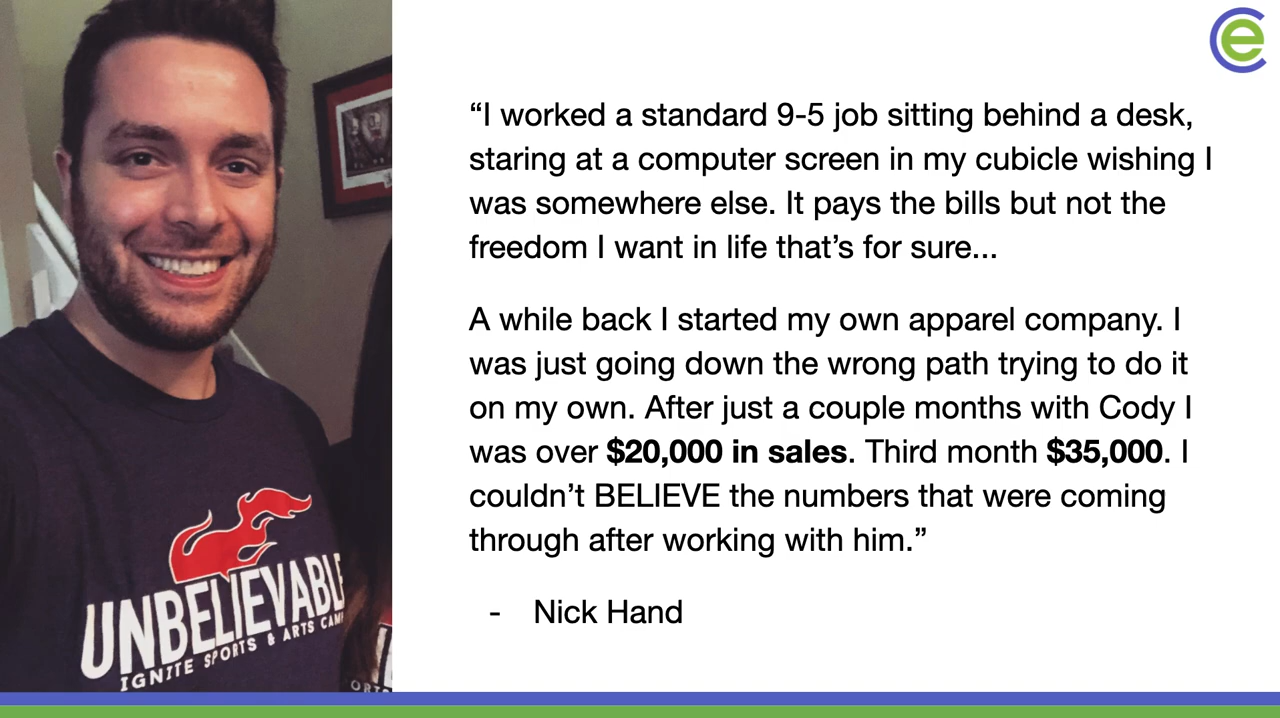 e
“I worked a standard 9-5 job sitting behind a desk,
staring at a computer screen in my cubicle wishing I
was somewhere else. It pays the bills but not the
freedom I want in life that’s for sure...
A while back I started my own apparel company. I
was just going down the wrong path trying to do it
on my own. After just a couple months with Cody I
was over $20,000 in sales. Third month $35,000. I
couldn’t BELIEVE the numbers that were coming
through after working with him.”
- Nick Hand
UNBELIEVABLE
IGNITE SPORTS & ARTS CAM
ORTS